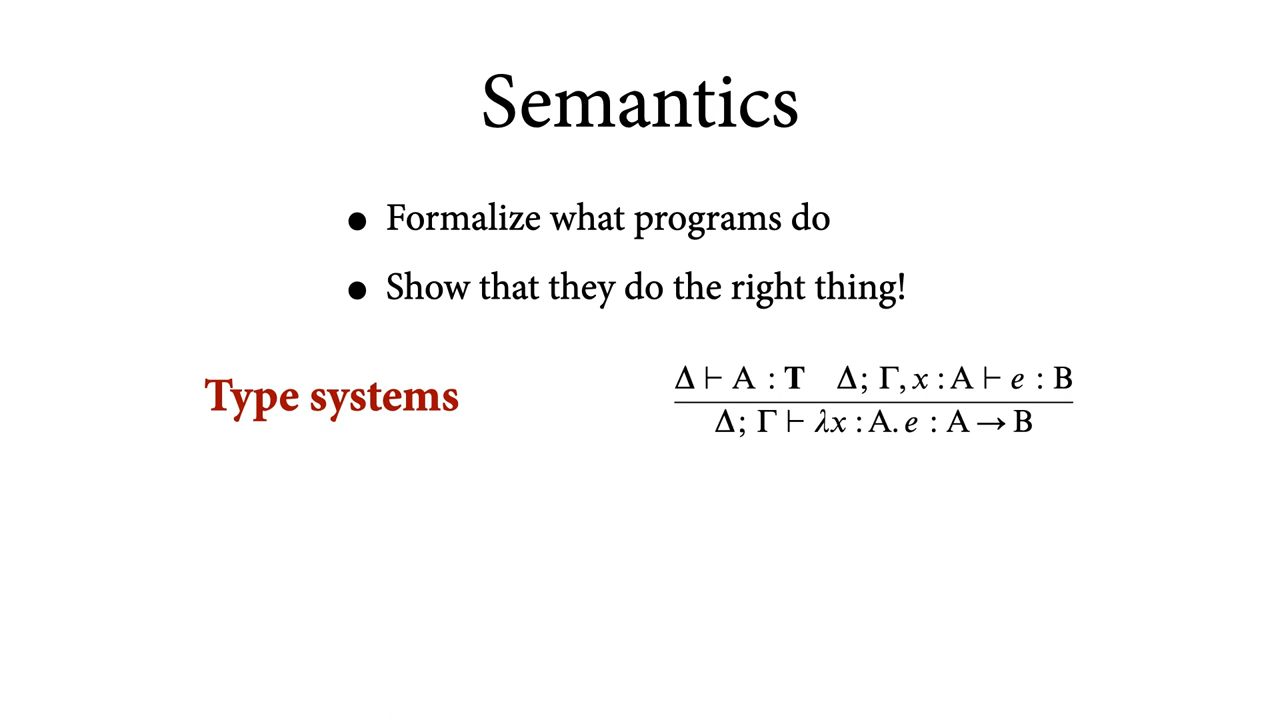 Semantics
• Formalize what programs do
• Show that they do the right thing!
Type systems
Δ ⊢ A : T Δ; Γ, x : A ⊢ e : B
Δ; Γ ⊢ λx : A. e : A → B